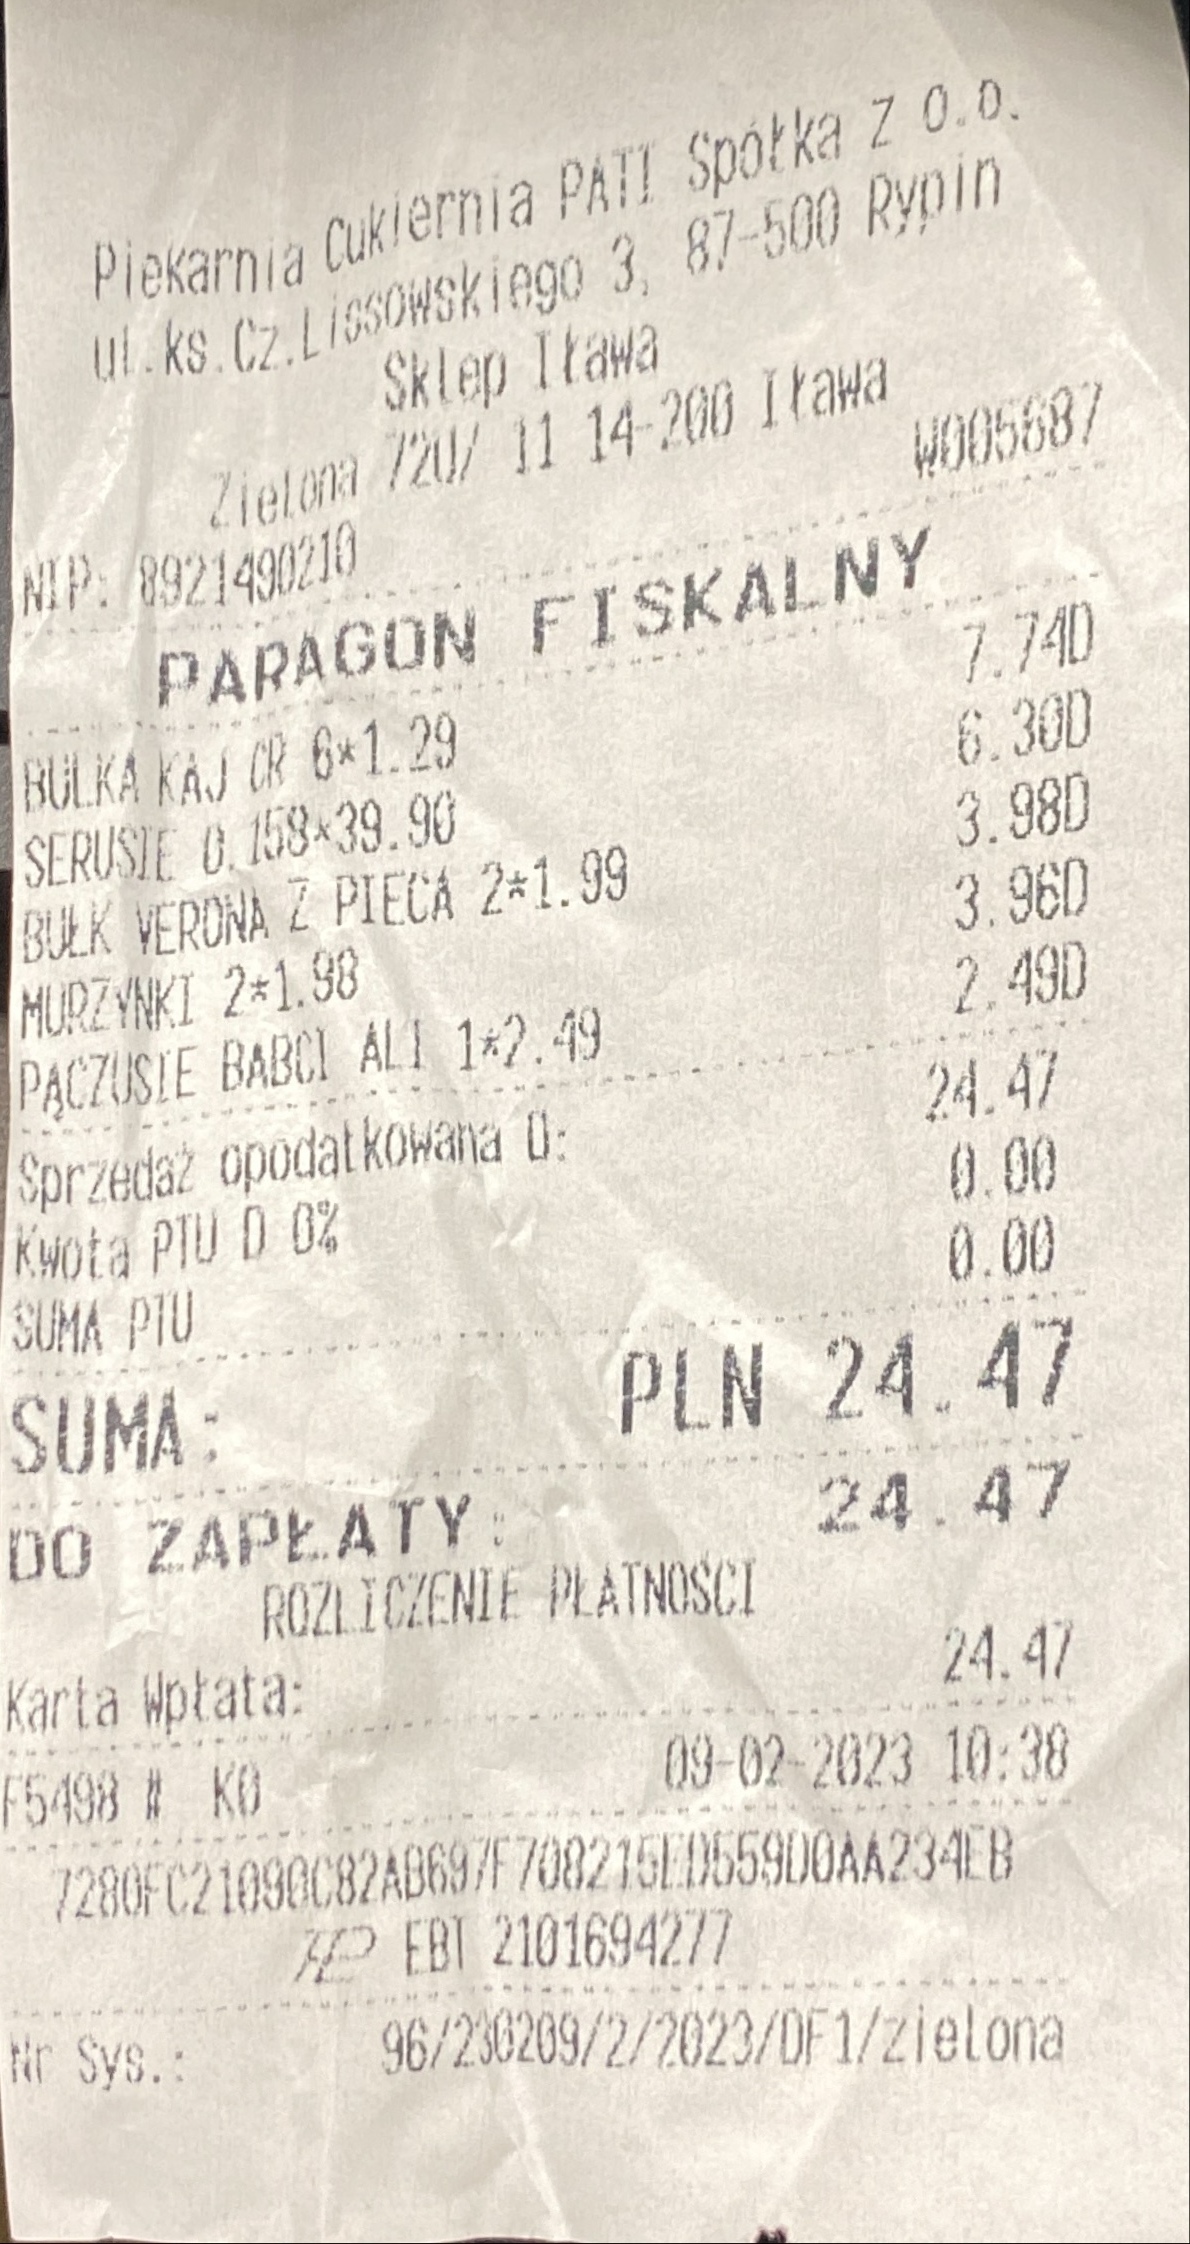 Piekarnia Cukiernia PATI Spółka z o.o.
ul.ks.Cz.Lissowskiego 3, 87-500 Rypin
Sklep Iława
Zielona 72U/ 11 14-200 Iława
NIP: 8921490210 W005687
PARAGON FISKALNY
BULKA KAJ CR 6*1.29 7.74D
SERUSIE 0.158*39.90 6.30D
BUŁK VERONA Z PIECA 2*1.99 3.98D
MURZYNKI 2*1.98 3.96D
PĄCZUSIE BABCI ALI 1*2.49 2.49D
Sprzedaż opodatkowana D: 24.47
Kwota PTU D 0% 0.00
SUMA PTU 0.00
SUMA: PLN 24.47
DO ZAPŁATY: 24.47
ROZLICZENIE PŁATNOŚCI
Karta Wpłata: 24.47
F5498 # K0 09-02-2023 10:38
7280FC21090C82AB697F708215ED559D0AA234EB
EBT 2101694277
Nr Sys.: 96/230209/2/2023/DF1/zielona